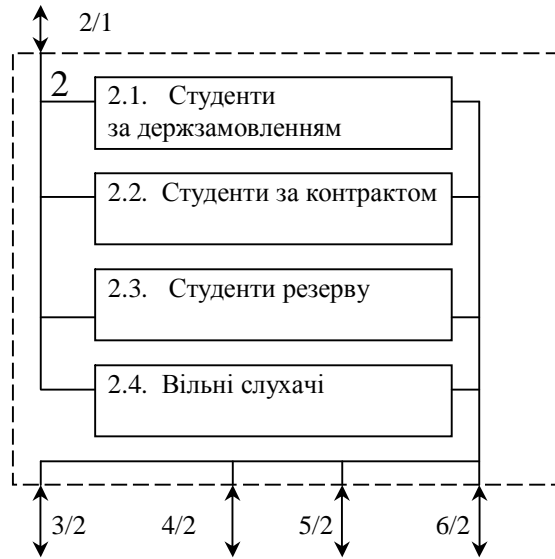 2/1
2
2.1. Студенти
за держзамовленням
2.2. Студенти за контрактом
2.3. Студенти резерву
2.4. Вільні слухачі
3/2 4/2 5/2 6/2